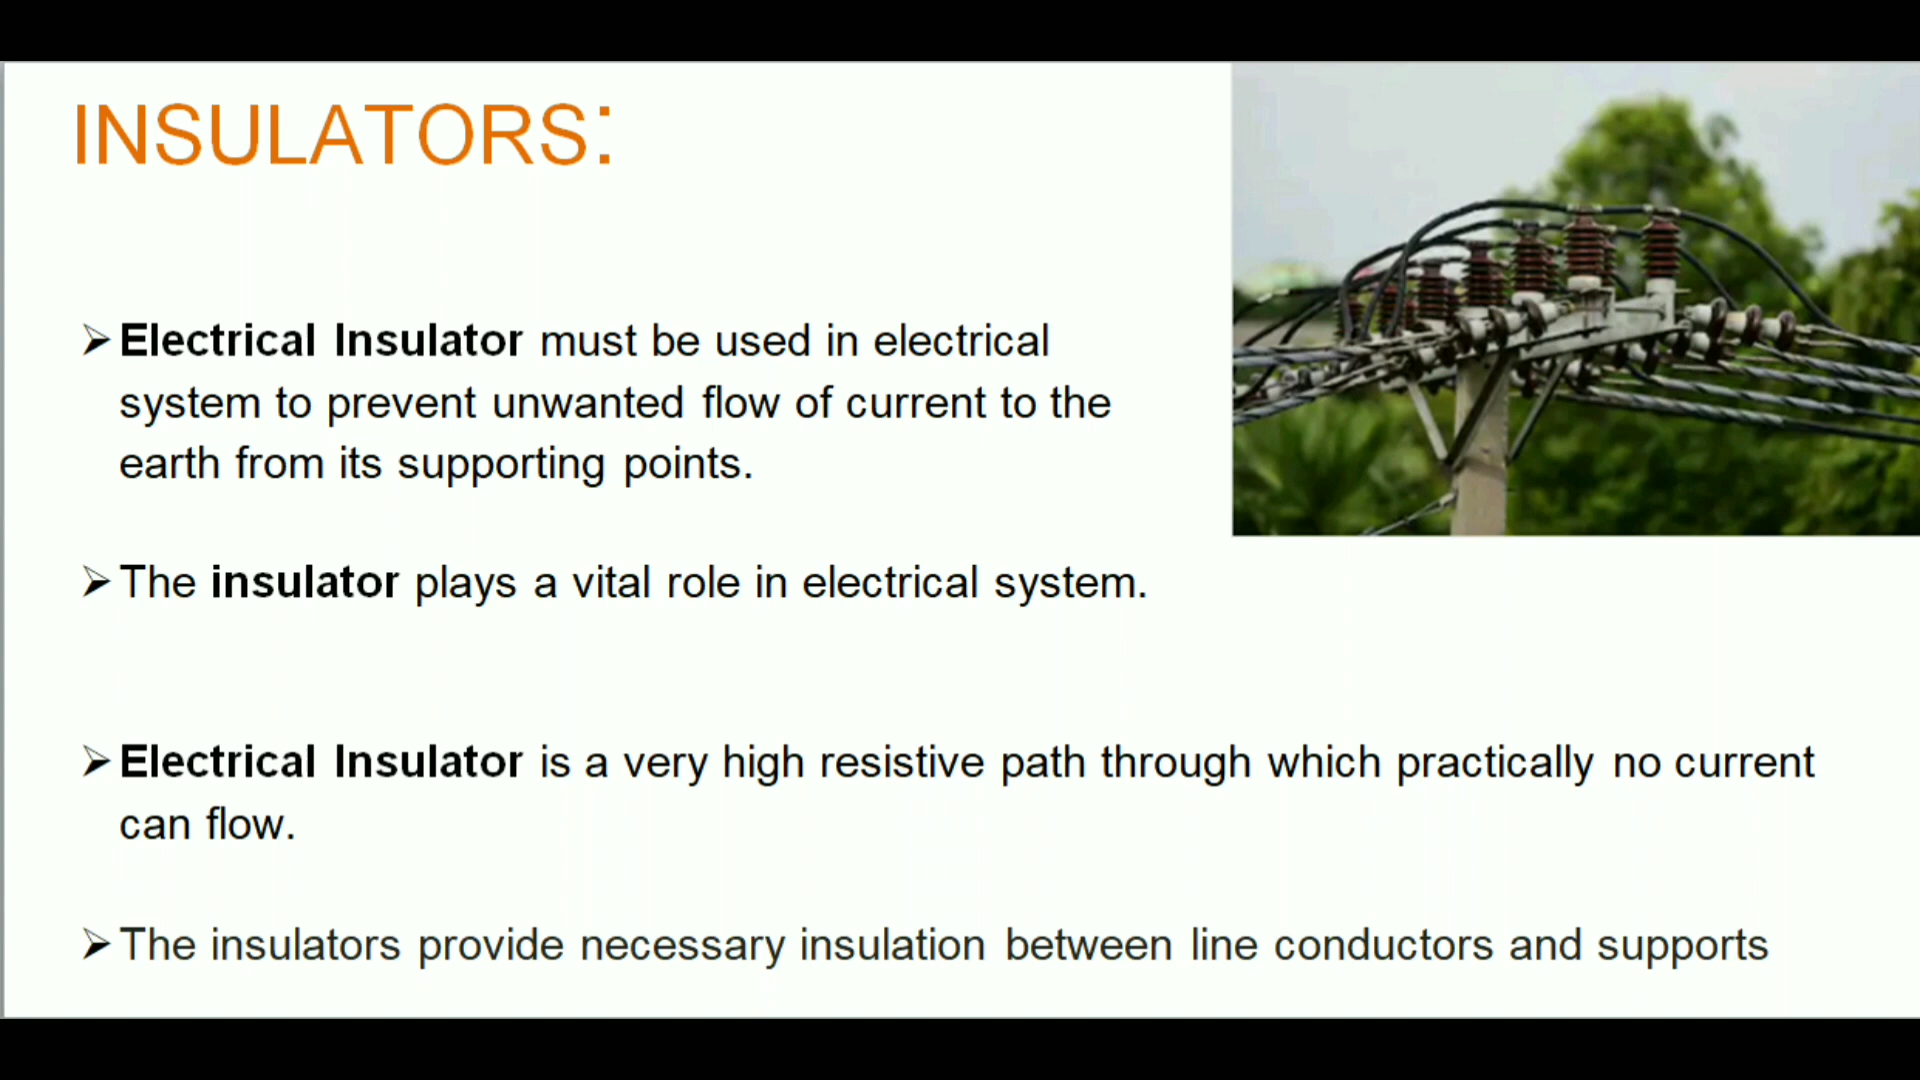 INSULATORS:
➢Electrical Insulator must be used in electrical
system to prevent unwanted flow of current to the
earth from its supporting points.
➢The insulator plays a vital role in electrical system.
➢Electrical Insulator is a very high resistive path through which practically no current
can flow.
➢The insulators provide necessary insulation between line conductors and supports